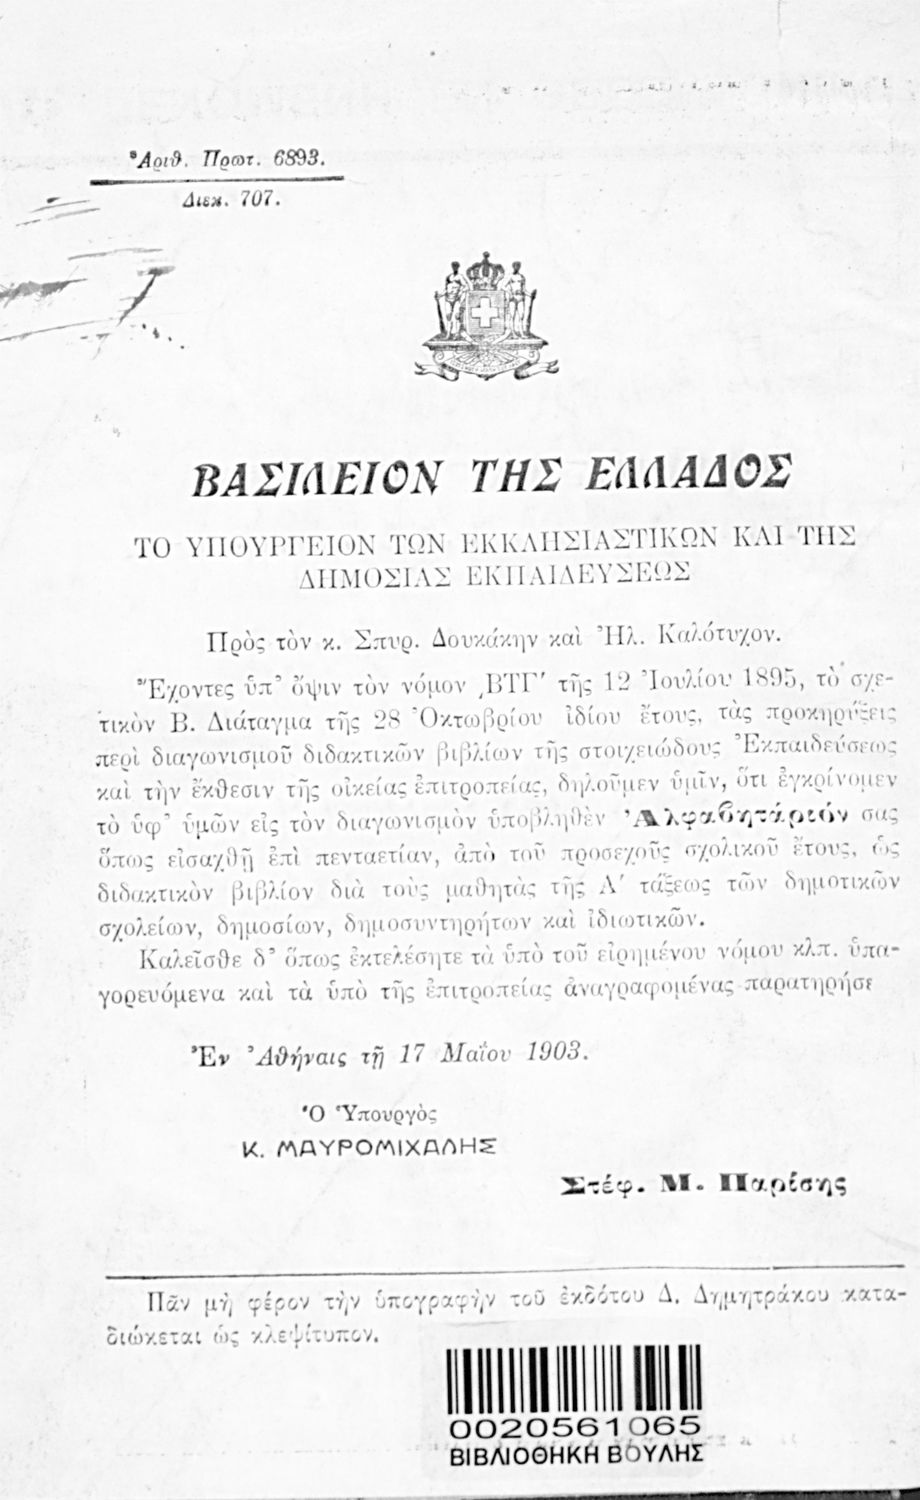 Ἀριθ. Πρωτ. 6893.
Διεκ. 707.
ΒΑΣΙΛΕΙΟΝ ΤΗΣ ΕΛΛΑΔΟΣ
ΤΟ ΥΠΟΥΡΓΕΙΟΝ ΤΩΝ ΕΚΚΛΗΣΙΑΣΤΙΚΩΝ ΚΑΙ ΤΗΣ
ΔΗΜΟΣΙΑΣ ΕΚΠΑΙΔΕΥΣΕΩΣ
Πρὸς τὸν κ. Σπυρ. Δουκάκην καὶ Ἠλ. Καλότυχον.
Ἔχοντες ὑπ᾽ ὄψιν τὸν νόμον ͵ΒΤΓ′ τῆς 12 Ἰουλίου 1895, τὸ σχε-
τικὸν Β. Διάταγμα τῆς 28 Ὀκτωβρίου ἰδίου ἔτους, τὰς προκηρύξεις
περὶ διαγωνισμοῦ διδακτικῶν βιβλίων τῆς στοιχειώδους Ἐκπαιδεύσεως
καὶ τὴν ἔκθεσιν τῆς οἰκείας ἐπιτροπείας, δηλοῦμεν ὑμῖν, ὅτι ἐγκρίνομεν
τὸ ὑφ᾽ ὑμῶν εἰς τὸν διαγωνισμὸν ὑποβληθὲν Ἀλφαβητάριόν σας
ὅπως εἰσαχθῇ ἐπὶ πενταετίαν, ἀπὸ τοῦ προσεχοῦς σχολικοῦ ἔτους, ὡς
διδακτικὸν βιβλίον διὰ τοὺς μαθητὰς τῆς Α′ τάξεως τῶν δημοτικῶν
σχολείων, δημοσίων, δημοσυντηρήτων καὶ ἰδιωτικῶν.
Καλεῖσθε δ᾽ ὅπως ἐκτελέσητε τὰ ὑπὸ τοῦ εἰρημένου νόμου κλπ. ὑπα-
γορευόμενα καὶ τὰ ὑπὸ τῆς ἐπιτροπείας ἀναγραφομένας παρατηρήσε
Ἐν Ἀθήναις τῇ 17 Μαΐου 1903.
Ὁ Ὑπουργὸς
Κ. ΜΑΥΡΟΜΙΧΑΛΗΣ
Στέφ. Μ. Παρίσης
Πᾶν μὴ φέρον τὴν ὑπογραφὴν τοῦ ἐκδότου Δ. Δημητράκου κατα-
διώκεται ὡς κλεψίτυπον.
0020561065
ΒΙΒΛΙΟΘΗΚΗ ΒΟΥΛΗΣ